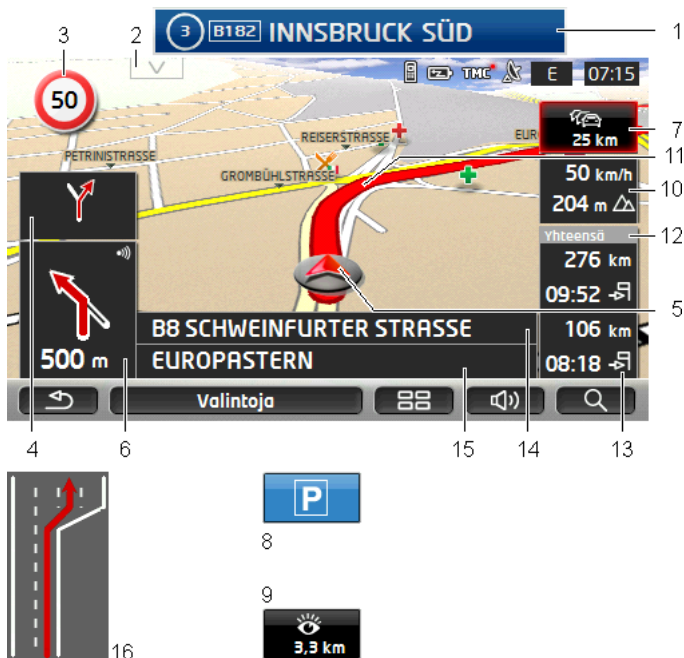 3 B182 INNSBRUCK SÜD
1
3
2
50
TMC E 07:15
25 km
7
REISERSTRASSE
EUR
PETRINISTRASSE
11
GROMBÜHLSTRASSE
50 km/h
204 m
10
Yhteensä
12
276 km
09:52
5
B8 SCHWEINFURTER STRASSE
106 km
500 m
EUROPASTERN
08:18
Valintoja
4
6
15
14
13
P
8
9
3,3 km
16